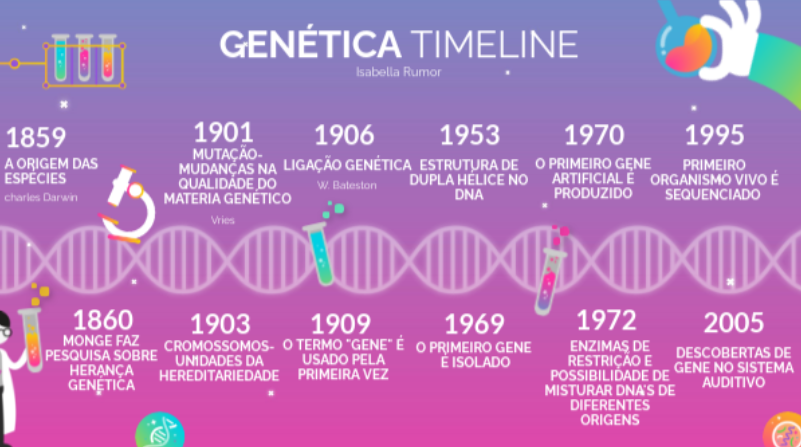 GENÉTICA TIMELINE
Isabella Rumor
1859
A ORIGEM DAS
ESPÉCIES
charles Darwin
1901
MUTAÇÃO-
MUDANÇAS NA
QUALIDADE DO
MATERIA GENÉTICO
Vries
1906
LIGAÇÃO GENÉTICA
W. Bateston
1953
ESTRUTURA DE
DUPLA HÉLICE NO
DNA
1970
O PRIMEIRO GENE
ARTIFICIAL É
PRODUZIDO
1995
PRIMEIRO
ORGANISMO VIVO É
SEQUENCIADO
1860
MONGE FAZ
PESQUISA SOBRE
HERANÇA
GENÉTICA
1903
CROMOSSOMOS-
UNIDADES DA
HEREDITARIEDADE
1909
O TERMO "GENE" É
USADO PELA
PRIMEIRA VEZ
1969
O PRIMEIRO GENE
É ISOLADO
1972
ENZIMAS DE
RESTRIÇÃO E
POSSIBILIDADE DE
MISTURAR DNA'S DE
DIFERENTES
ORIGENS
2005
DESCOBERTAS DE
GENE NO SISTEMA
AUDITIVO